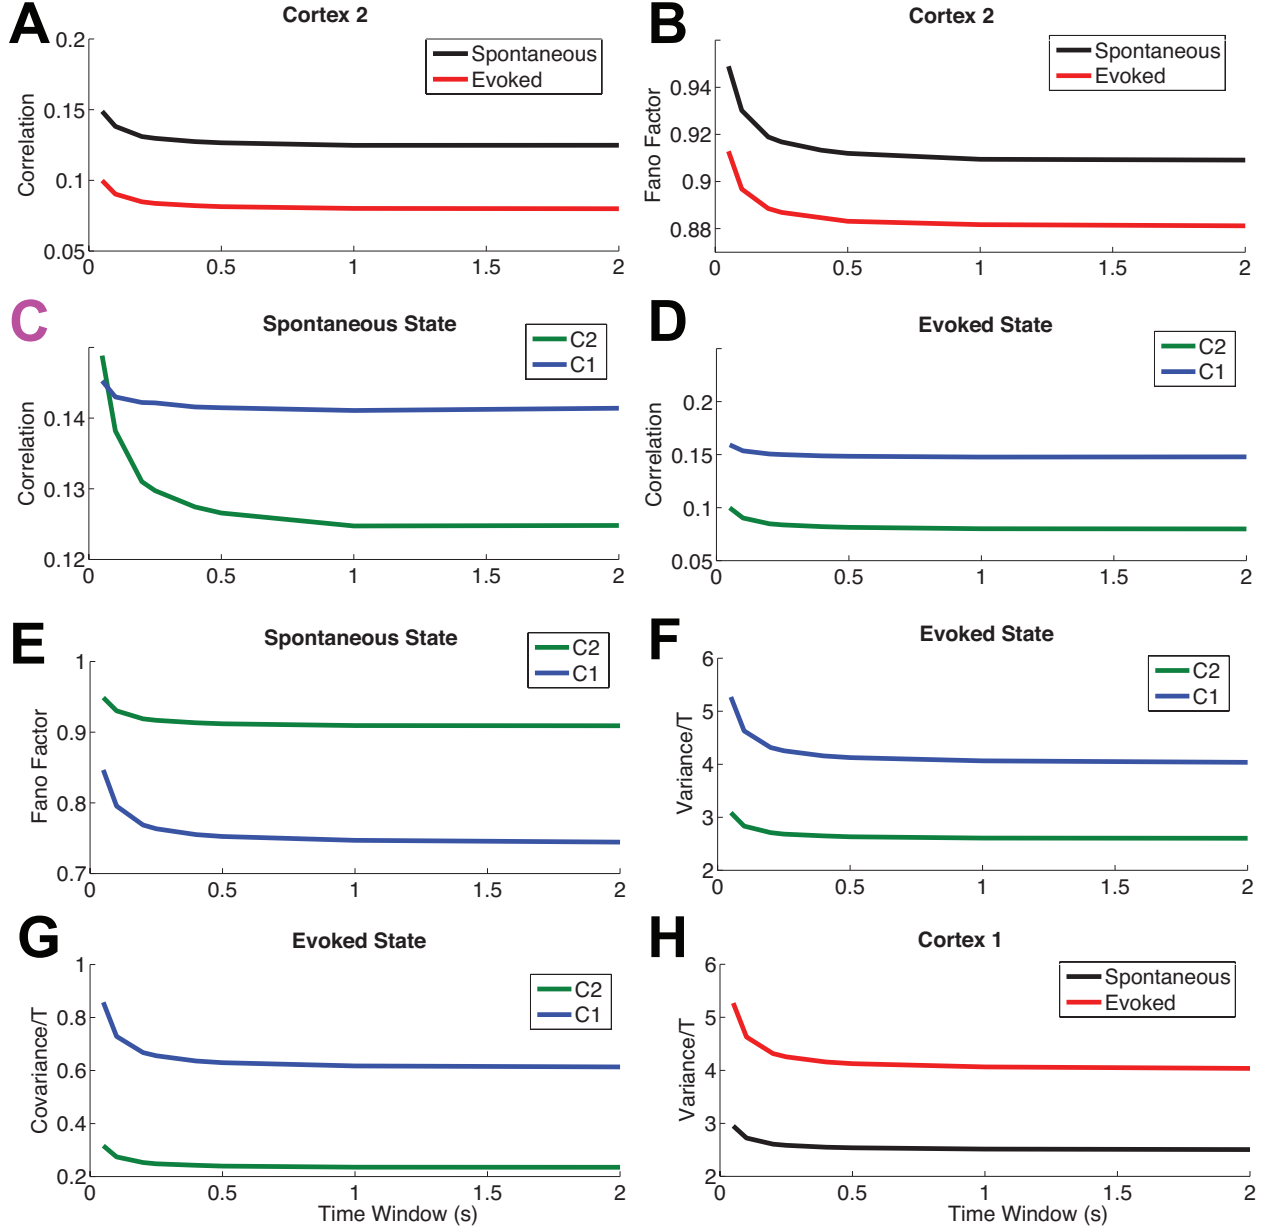 A
Cortex 2
0.2
0.15
0.1
0.05
Correlation
Spontaneous
Evoked
0
0.5
1
1.5
2
B
Cortex 2
0.94
0.92
0.9
0.88
Fano Factor
Spontaneous
Evoked
0
0.5
1
1.5
2
C
Spontaneous State
0.14
0.13
0.12
Correlation
C2
C1
0
0.5
1
1.5
2
D
Evoked State
0.2
0.15
0.1
0.05
Correlation
C2
C1
0
0.5
1
1.5
2
E
Spontaneous State
1
0.9
0.8
0.7
Fano Factor
C2
C1
0
0.5
1
1.5
2
F
Evoked State
6
5
4
3
2
Variance/T
C2
C1
0
0.5
1
1.5
2
G
Evoked State
1
0.8
0.6
0.4
0.2
Covariance/T
C2
C1
0
0.5
1
1.5
2
Time Window (s)
H
Cortex 1
6
5
4
3
2
Variance/T
Spontaneous
Evoked
0
0.5
1
1.5
2
Time Window (s)